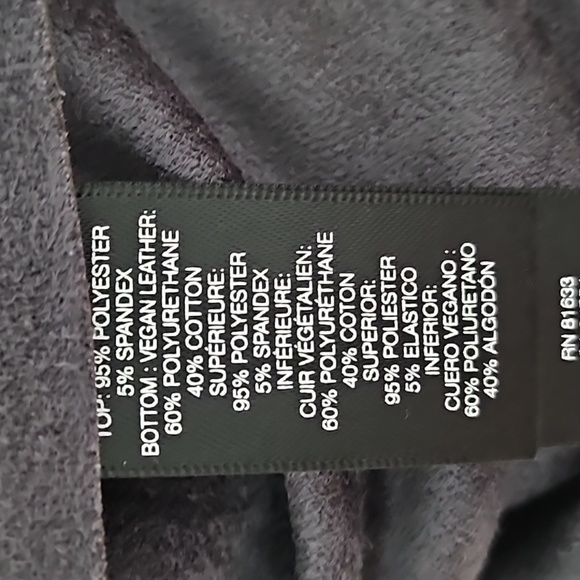 TOP: 95% POLYESTER
5% SPANDEX
BOTTOM : VEGAN LEATHER:
60% POLYURETHANE
40% COTTON
SUPÉRIEURE:
95% POLYESTER
5% SPANDEX
INFÉRIEURE:
CUIR VÉGÉTALIEN:
60% POLYURÉTHANE
40% COTON
SUPERIOR:
95% POLIESTER
5% ELASTICO
INFERIOR:
CUERO VEGANO :
60% POLIURETANO
40% ALGODÓN
RN 81633